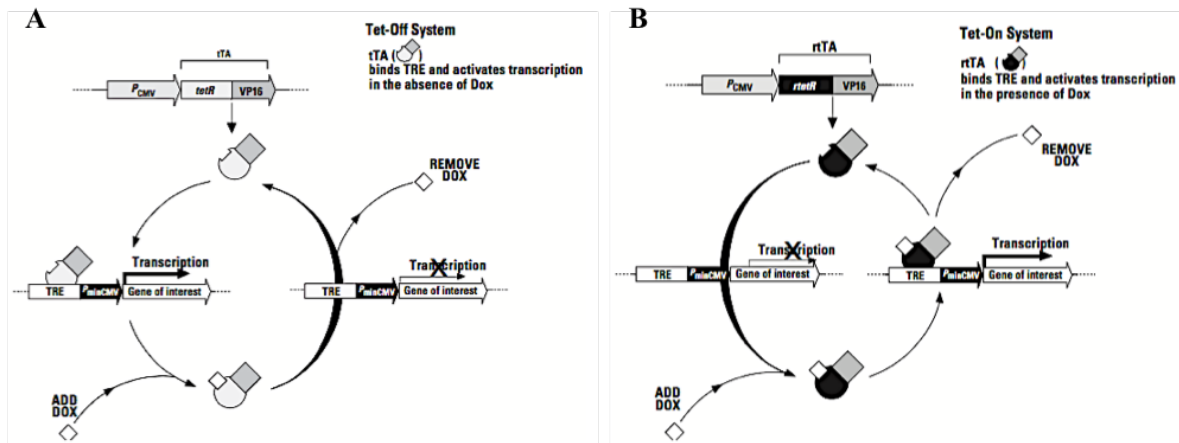 A
Tet-Off System
tTA
tTA ( )
binds TRE and activates transcription
in the absence of Dox
PCMV tetR VP16
REMOVE
DOX
Transcription
TRE PminCMV Gene of interest
Transcription
TRE PminCMV Gene of interest
ADD
DOX
B
Tet-On System
rtTA
rtTA ( )
binds TRE and activates transcription
in the presence of Dox
PCMV rtetR VP16
REMOVE
DOX
Transcription
TRE PminCMV Gene of interest
Transcription
TRE PminCMV Gene of interest
ADD
DOX